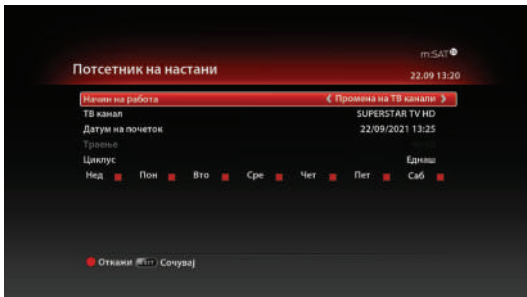 m:SAT
Потсетник на настани
22.09 13:20
Начин на работа Промена на ТВ канали
ТВ канал SUPERSTAR TV HD
Датум на почеток 22/09/2021 13:25
Траење
Циклус Еднаш
Нед Пон Вто Сре Чет Пет Саб
Откажи EXIT Сочувај